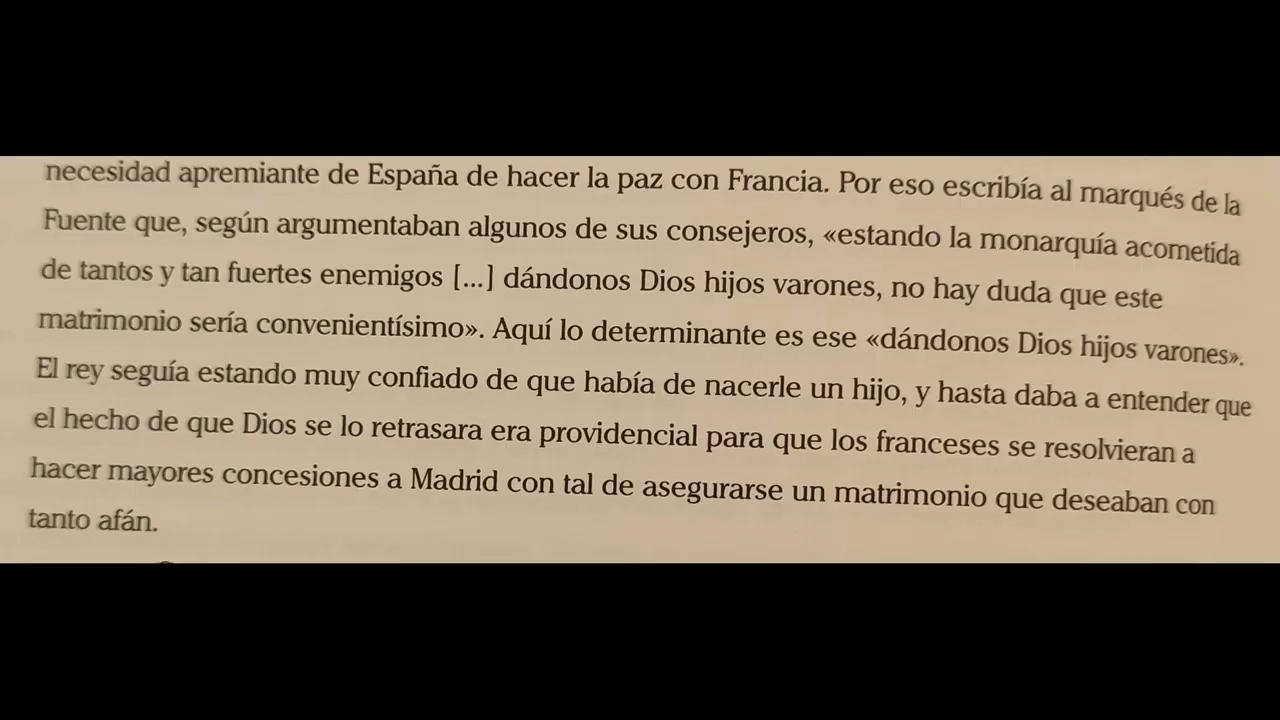 necesidad apremiante de España de hacer la paz con Francia. Por eso escribía al marqués de la
Fuente que, según argumentaban algunos de sus consejeros, «estando la monarquía acometida
de tantos y tan fuertes enemigos [...] dándonos Dios hijos varones, no hay duda que este
matrimonio sería convenientísimo». Aquí lo determinante es ese «dándonos Dios hijos varones».
El rey seguía estando muy confiado de que había de nacerle un hijo, y hasta daba a entender que
el hecho de que Dios se lo retrasara era providencial para que los franceses se resolvieran a
hacer mayores concesiones a Madrid con tal de asegurarse un matrimonio que deseaban con
tanto afán.